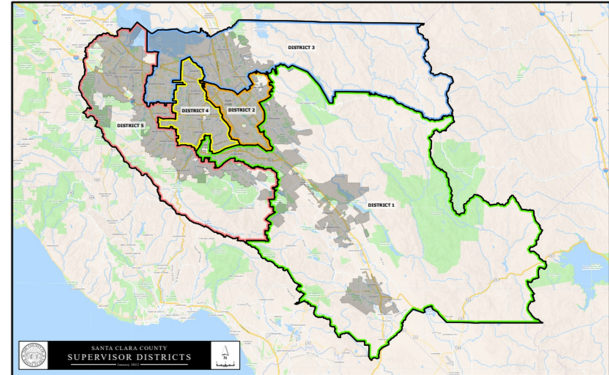 DISTRICT 3
DISTRICT 4
DISTRICT 2
DISTRICT 5
DISTRICT 1
SANTA CLARA COUNTY
SUPERVISOR DISTRICTS
N